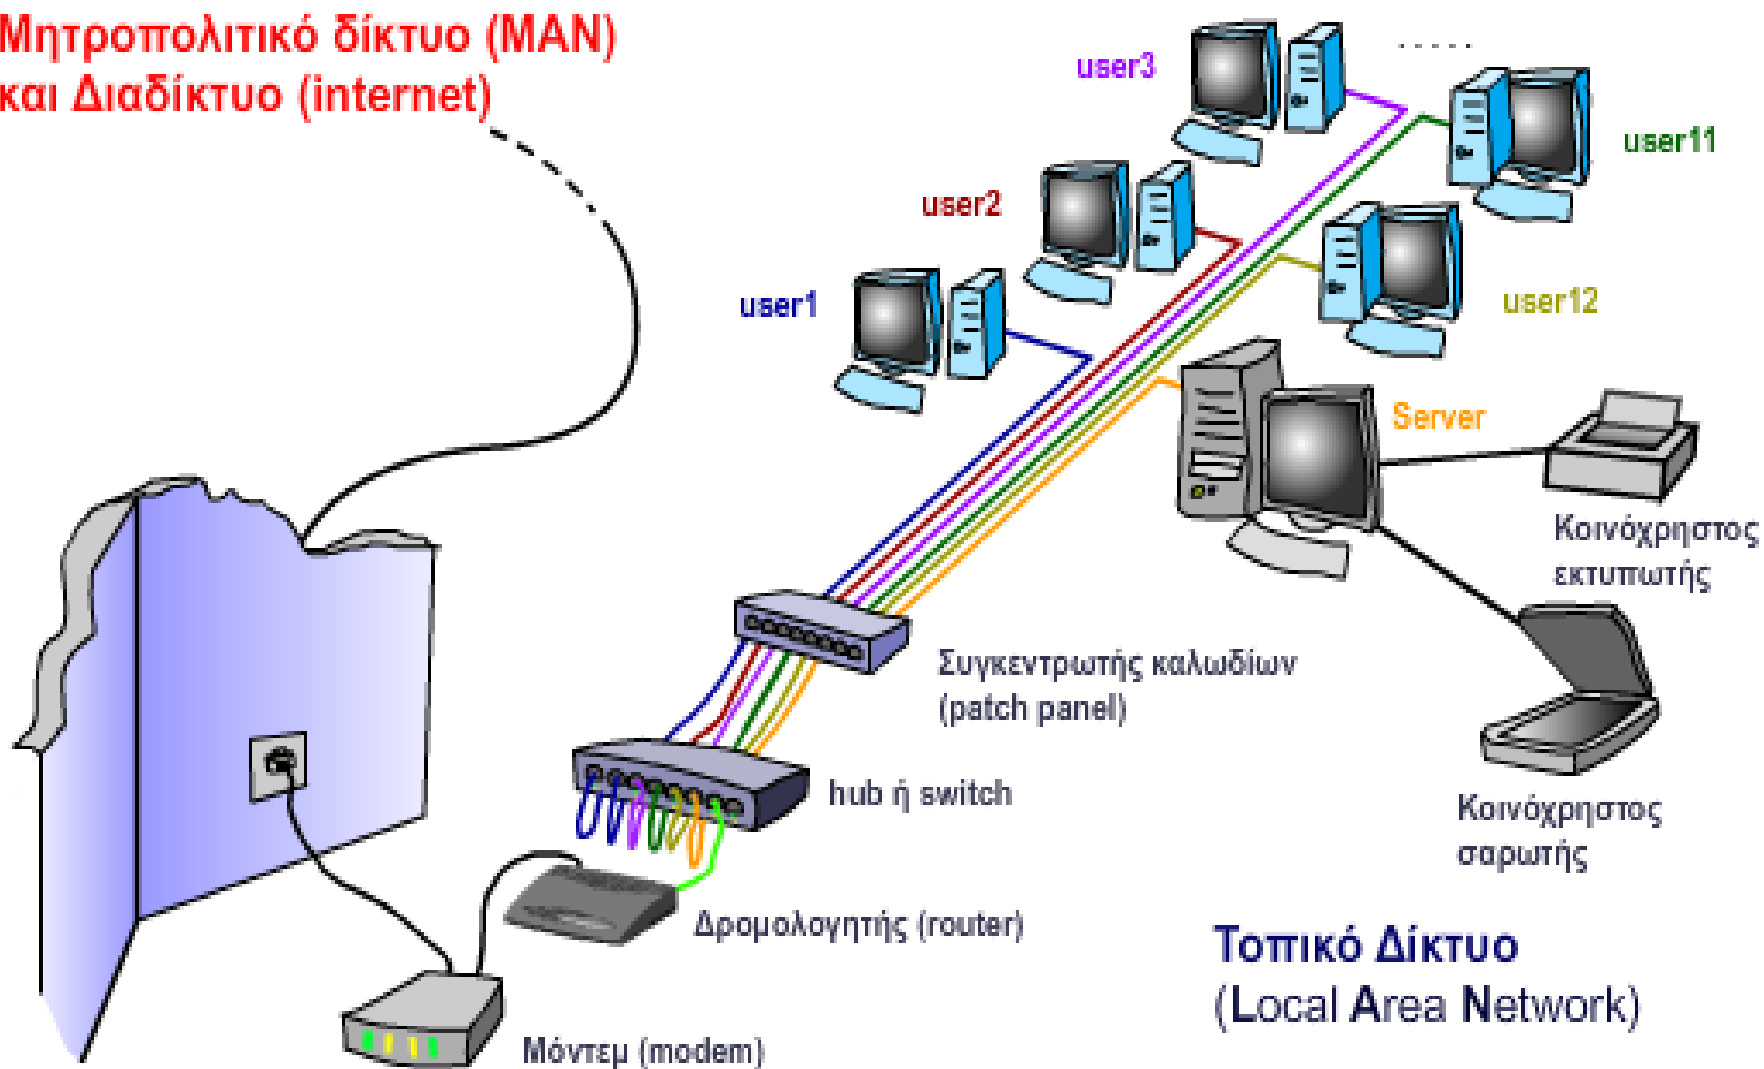 Μητροπολιτικό δίκτυο (MAN)
και Διαδίκτυο (internet)
user3
.....
user11
user2
user1
user12
Server
Κοινόχρηστος
εκτυπωτής
Συγκεντρωτής καλωδίων
(patch panel)
hub ή switch
Κοινόχρηστος
σαρωτής
Δρομολογητής (router)
Τοπικό Δίκτυο
(Local Area Network)
Μόντεμ (modem)